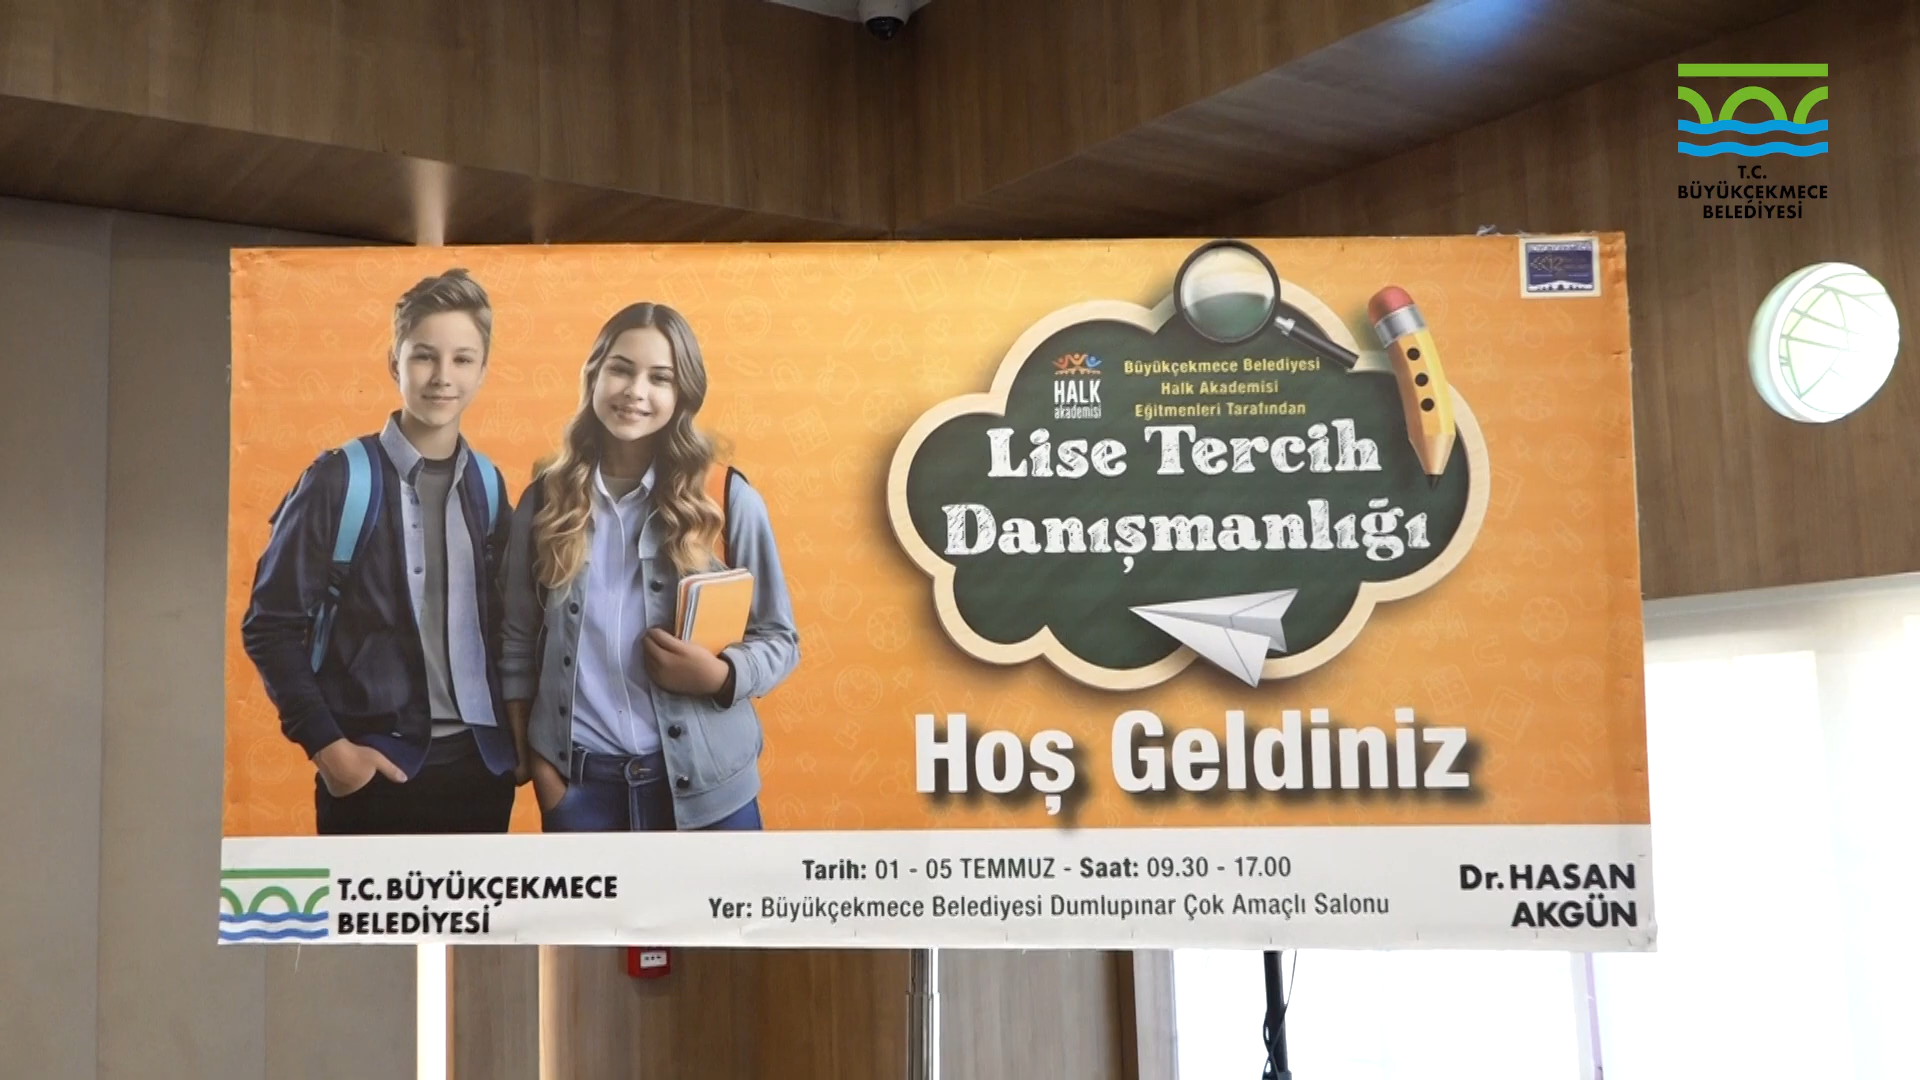 T.C.
BÜYÜKÇEKMECE
BELEDİYESİ
HALK
akademisi
Büyükçekmece Belediyesi
Halk Akademisi
Eğitmenleri Tarafından
Lise Tercih
Danışmanlığı
Hoş Geldiniz
T.C. BÜYÜKÇEKMECE
BELEDİYESİ
Tarih: 01 - 05 TEMMUZ - Saat: 09.30 - 17.00
Yer: Büyükçekmece Belediyesi Dumlupınar Çok Amaçlı Salonu
Dr. HASAN
AKGÜN